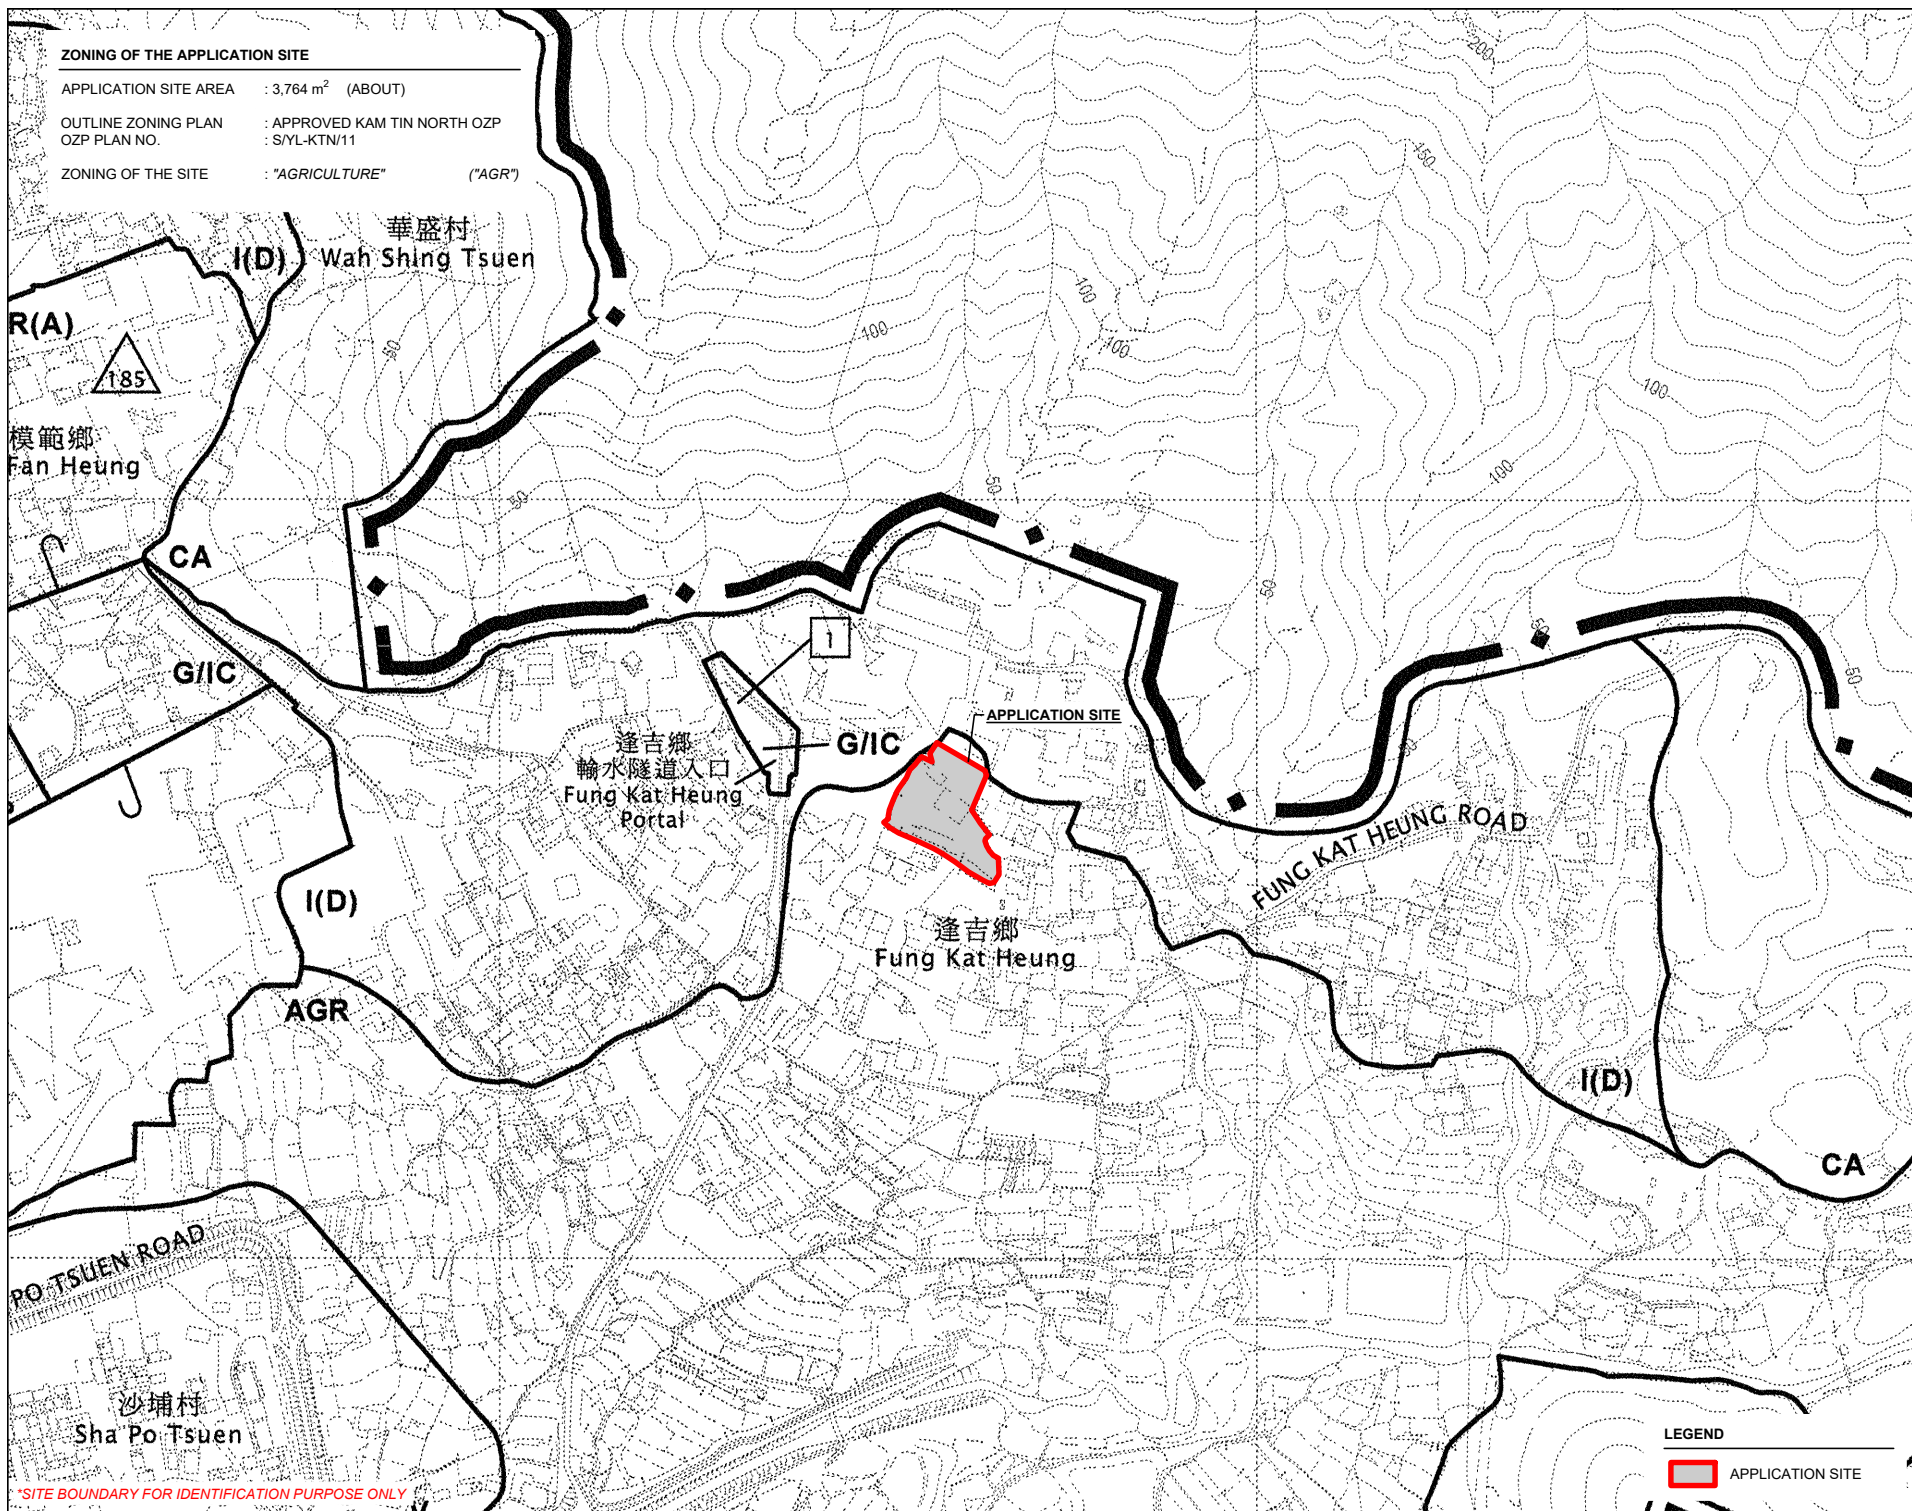 ZONING OF THE APPLICATION SITE
APPLICATION SITE AREA : 3,764 m² (ABOUT)
OUTLINE ZONING PLAN : APPROVED KAM TIN NORTH OZP
OZP PLAN NO. : S/YL-KTN/11
ZONING OF THE SITE : "AGRICULTURE" ("AGR")
200
150
華盛村
I(D) Wah Shing Tsuen
100
R(A)
100
50
100
185
100
模範鄉
Fan Heung
100
50
50
CA
50
50
1
G/IC
50
APPLICATION SITE
逢吉鄉
G/IC
輸水隧道入口
Fung Kat Heung
Portal
FUNG KAT HEUNG ROAD
I(D)
逢吉鄉
Fung Kat Heung
AGR
I(D)
CA
PO TSUEN ROAD
沙埔村
Sha Po Tsuen
LEGEND
APPLICATION SITE
*SITE BOUNDARY FOR IDENTIFICATION PURPOSE ONLY